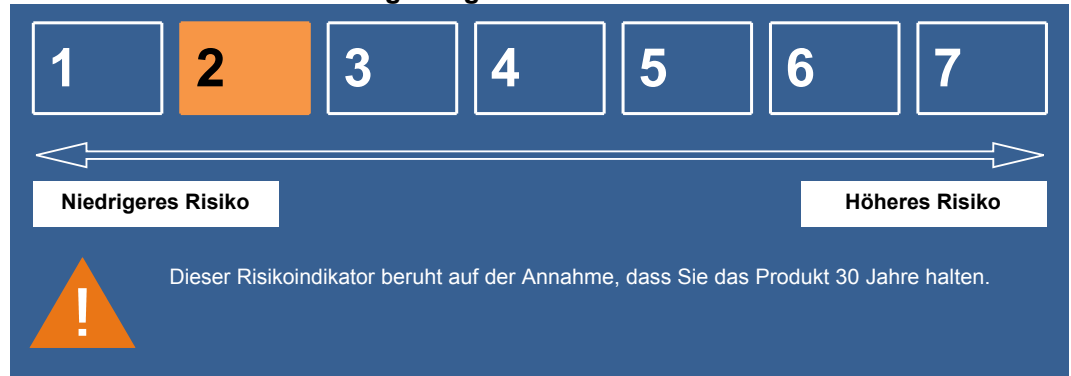 1 2 3 4 5 6 7
Niedrigeres Risiko Höheres Risiko
!
Dieser Risikoindikator beruht auf der Annahme, dass Sie das Produkt 30 Jahre halten.